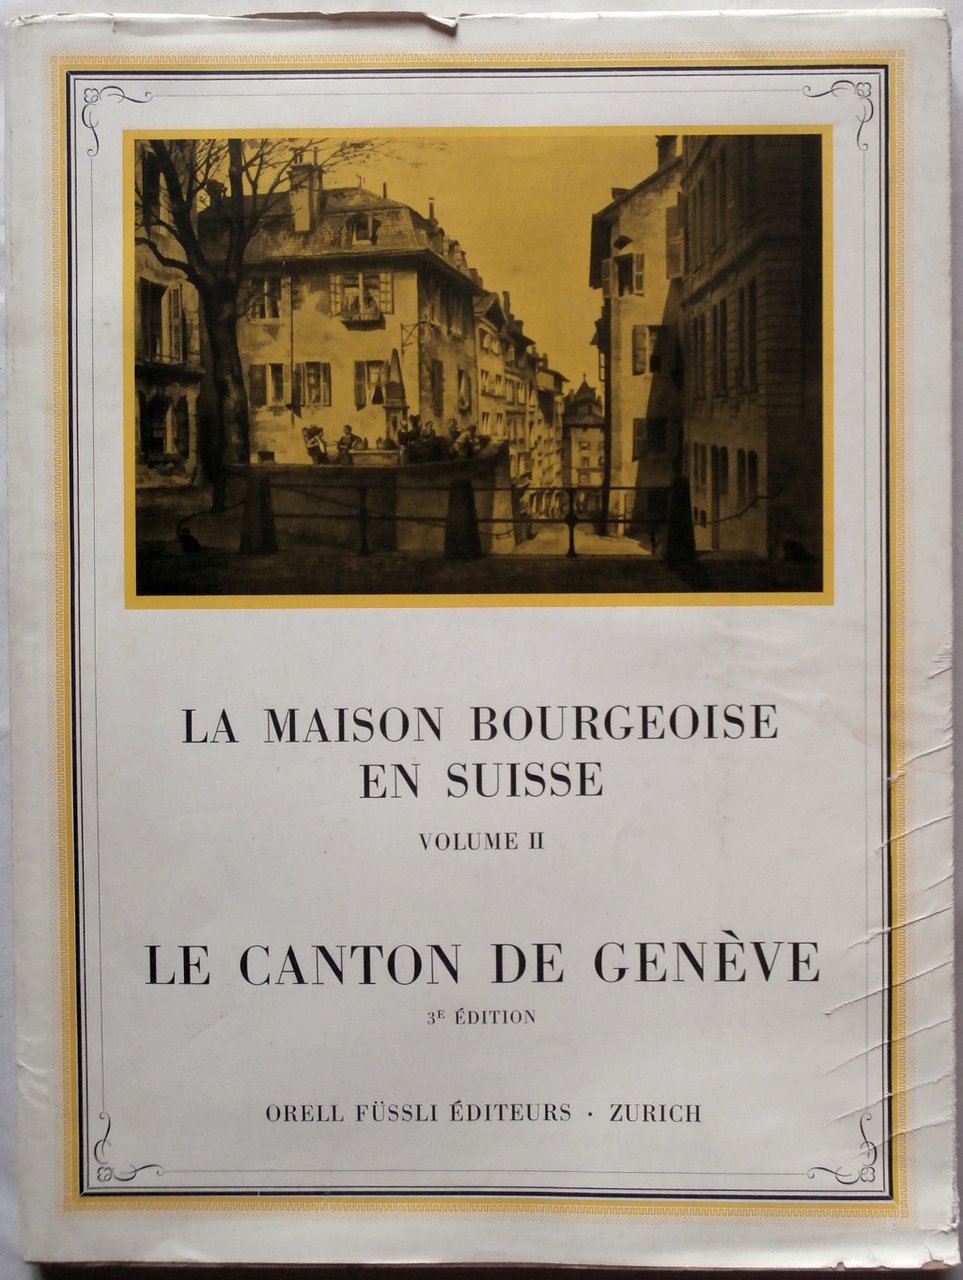 LA MAISON BOURGEOISE
EN SUISSE
VOLUME II
LE CANTON DE GENÈVE
3E ÉDITION
ORELL FÜSSLI ÉDITEURS · ZURICH